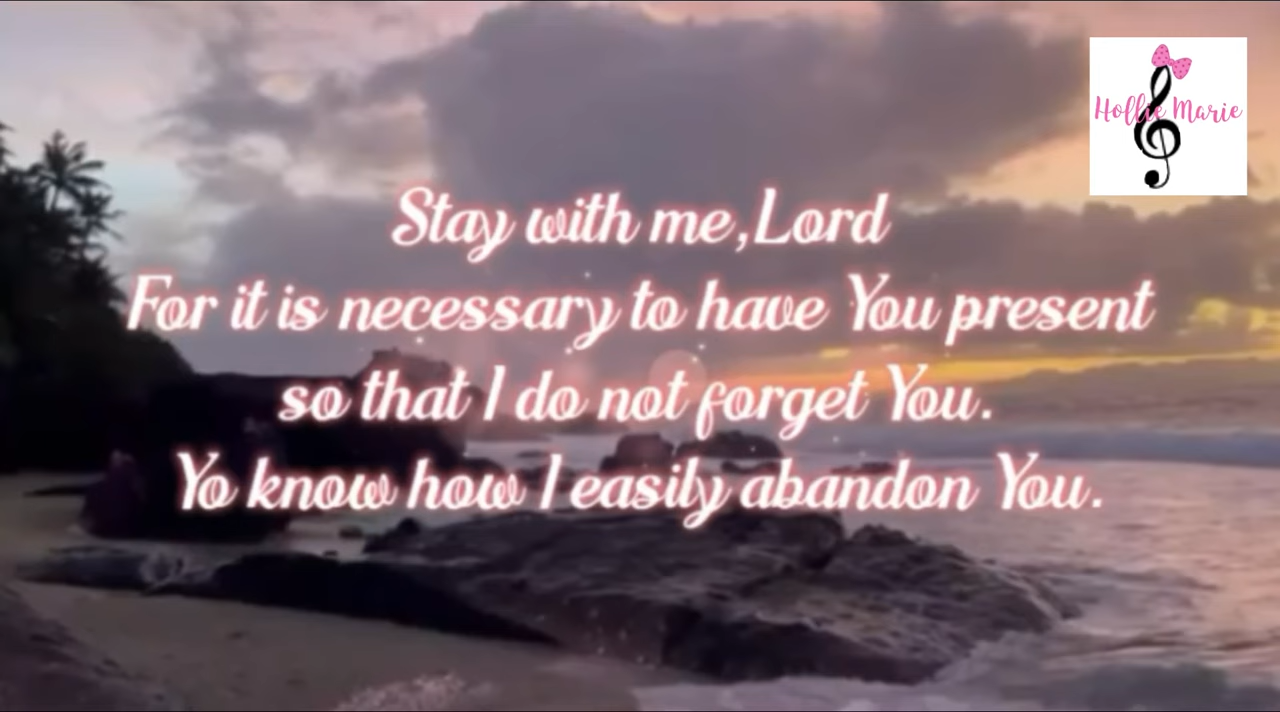 Hollie Marie
Stay with me,Lord
For it is necessary to have You present
so that I do not forget You.
Yo know how I easily abandon You.